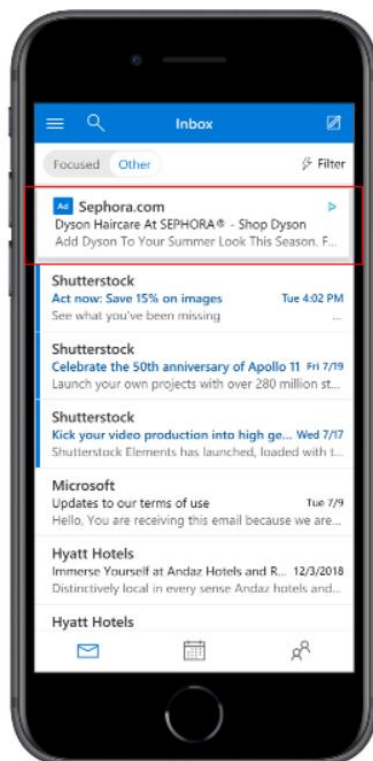 Inbox
Focused Other Filter
Ad Sephora.com
Dyson Haircare At SEPHORA® - Shop Dyson
Add Dyson To Your Summer Look This Season. F...
Shutterstock
Act now: Save 15% on images Tue 4:02 PM
See what you've been missing ...
Shutterstock
Celebrate the 50th anniversary of Apollo 11 Fri 7/19
Launch your own projects with over 280 million st...
Shutterstock
Kick your video production into high ge... Wed 7/17
Shutterstock Elements has launched, loaded with t...
Microsoft
Updates to our terms of use Tue 7/9
Hello, You are receiving this email because we are...
Hyatt Hotels
Immerse Yourself at Andaz Hotels and R... 12/3/2018
Distinctively local in every sense Andaz hotels and...
Hyatt Hotels